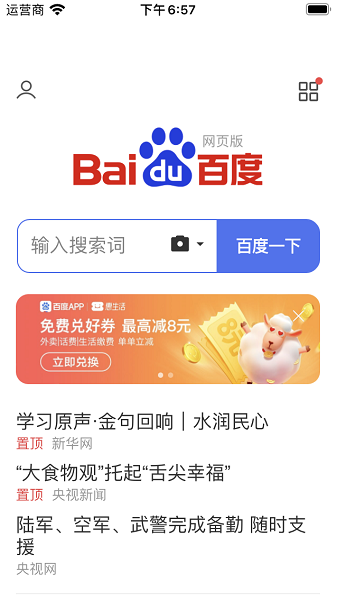 运营商 下午6:57
网页版
Bai du 百度
输入搜索词 百度一下
百度APP 惠生活
免费兑好券 最高减8元
外卖|话费|生活缴费 单单立减
立即兑换
8元
学习原声·金句回响｜水润民心
置顶 新华网
“大食物观”托起“舌尖幸福”
置顶 央视新闻
陆军、空军、武警完成备勤 随时支
援
央视网